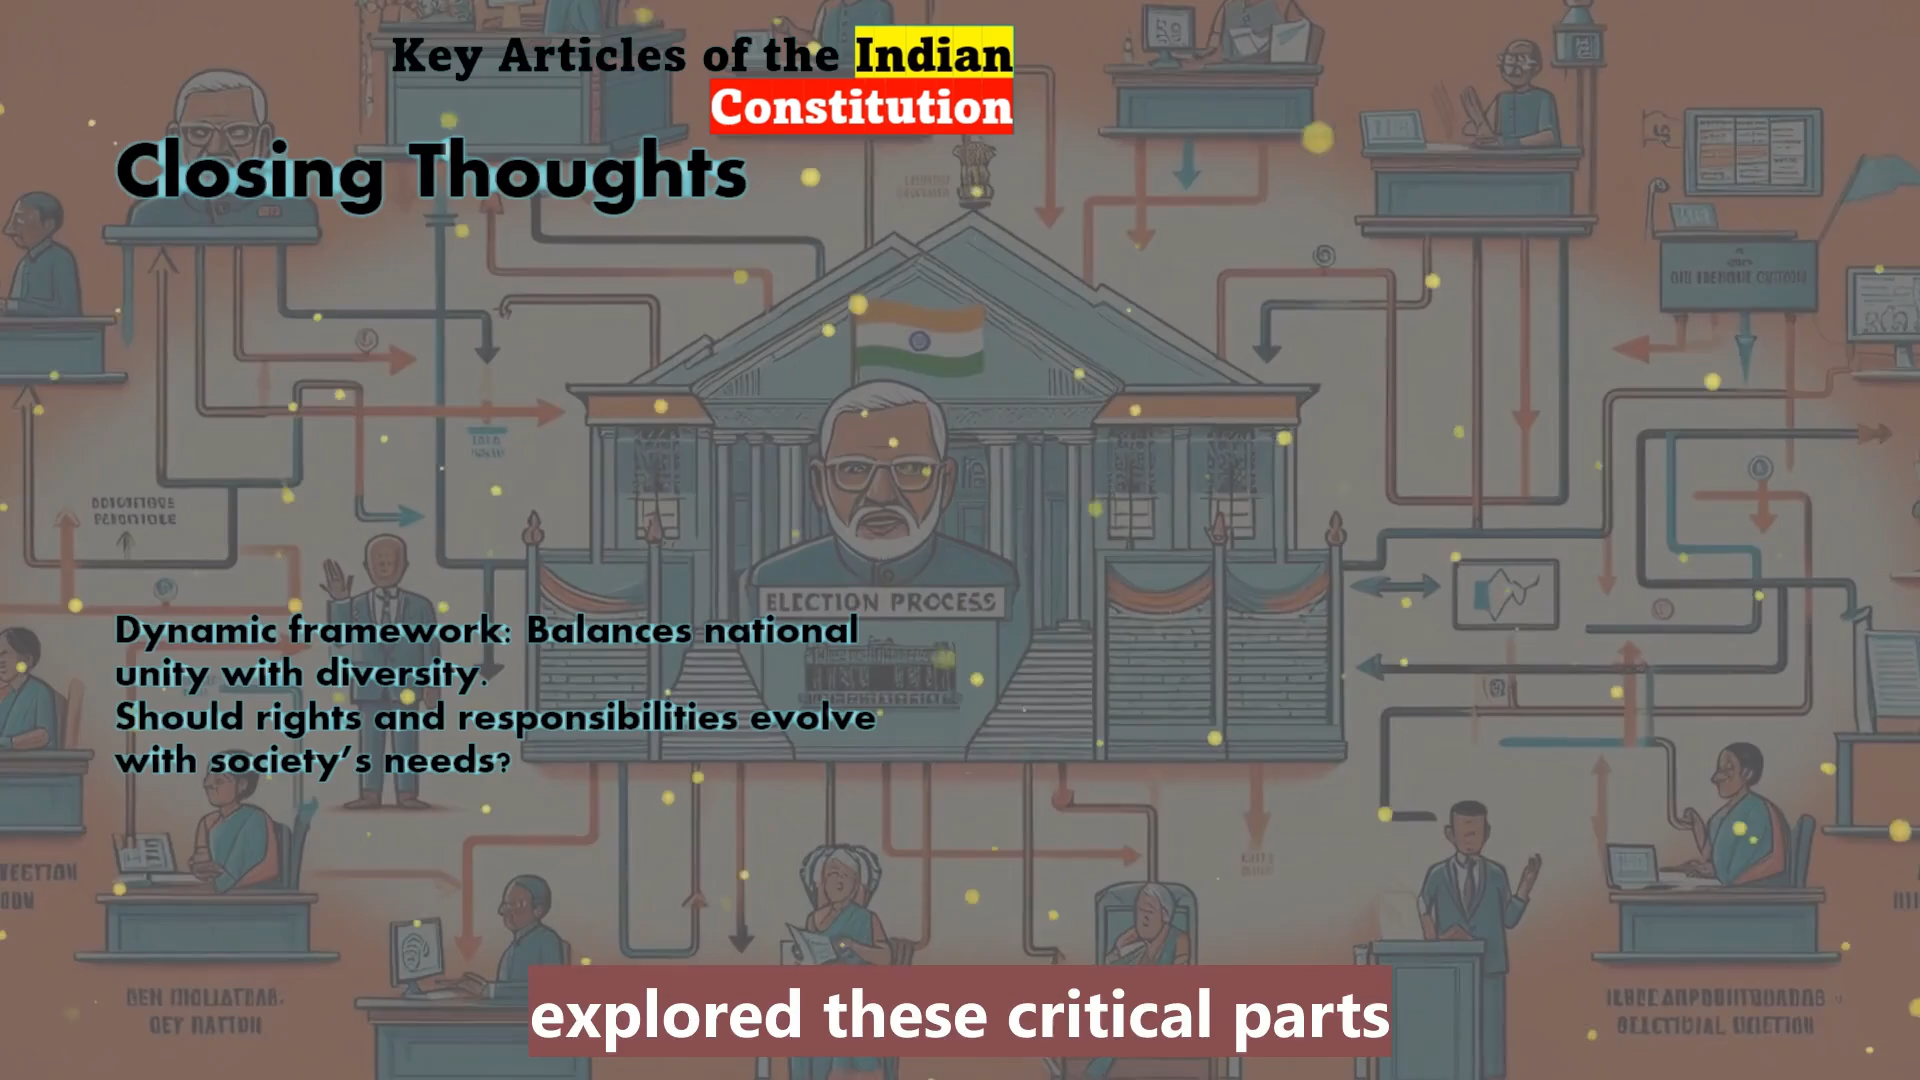 Key Articles of the Indian
Constitution
Closing Thoughts
ELECTION PROCESS
Dynamic framework: Balances national
unity with diversity.
Should rights and responsibilities evolve
with society’s needs?
explored these critical parts